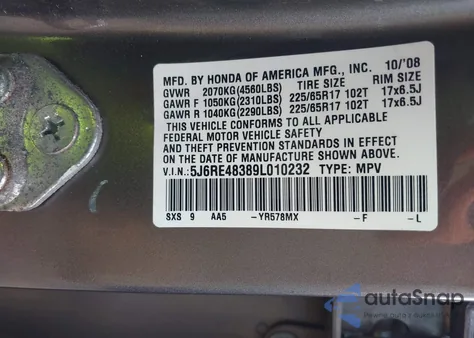 MFD. BY HONDA OF AMERICA MFG., INC. 10/'08
GVWR 2070KG(4560LBS) TIRE SIZE RIM SIZE
GAWR F 1050KG(2310LBS) 225/65R17 102T 17x6.5J
GAWR R 1040KG(2290LBS) 225/65R17 102T 17x6.5J
THIS VEHICLE CONFORMS TO ALL APPLICABLE
FEDERAL MOTOR VEHICLE SAFETY
AND THEFT PREVENTION STANDARDS IN EFFECT
ON THE DATE OF MANUFACTURE SHOWN ABOVE.
V.I.N.: 5J6RE48389L010232 TYPE: MPV
SXS 9 AA5 -YR578MX -F -L
autoSnap